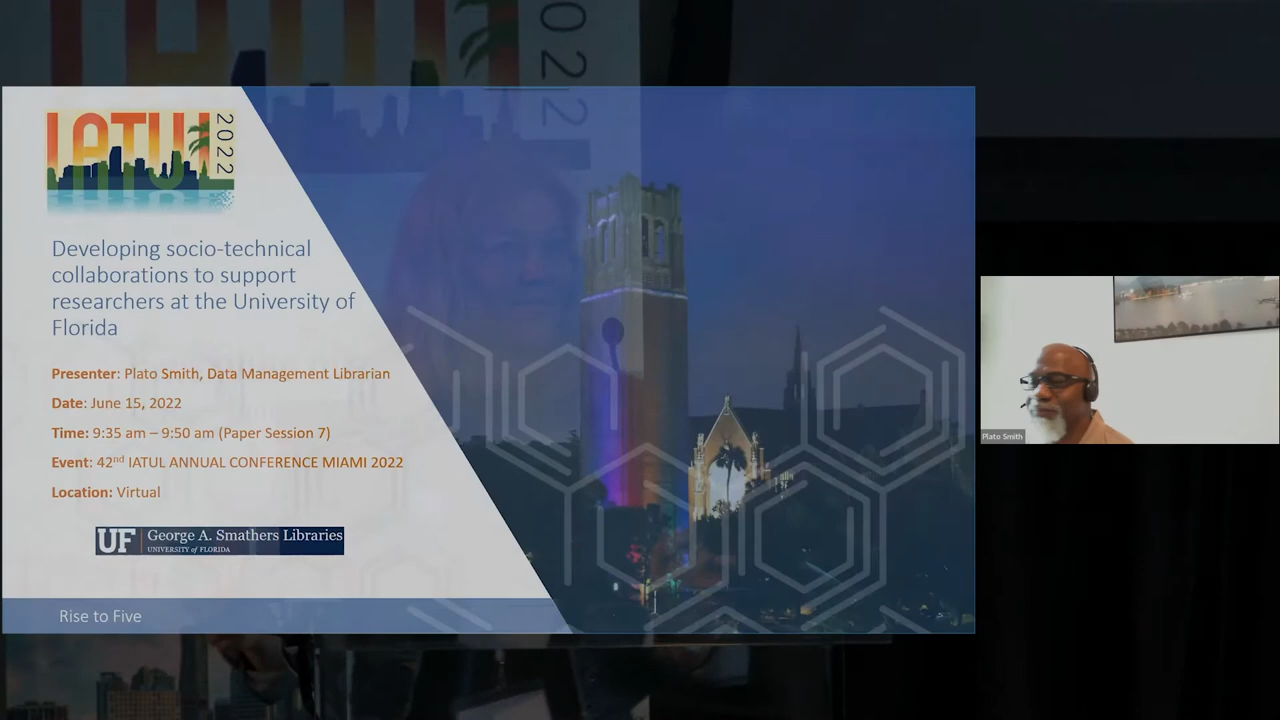 2022
IATUL
2022
Developing socio-technical
collaborations to support
researchers at the University of
Florida
Presenter: Plato Smith, Data Management Librarian
Date: June 15, 2022
Time: 9:35 am – 9:50 am (Paper Session 7)
Event: 42nd IATUL ANNUAL CONFERENCE MIAMI 2022
Location: Virtual
UF George A. Smathers Libraries
UNIVERSITY of FLORIDA
Rise to Five
Plato Smith